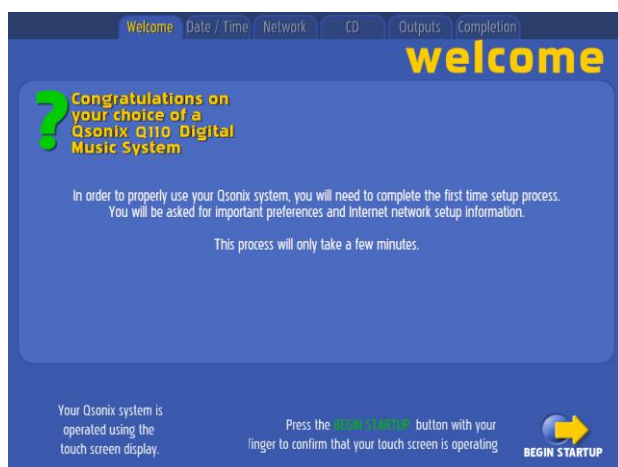 Welcome Date / Time Network CD Outputs Completion
welcome
Congratulations on
your choice of a
Qsonix Q110 Digital
Music System
In order to properly use your Qsonix system, you will need to complete the first time setup process.
You will be asked for important preferences and Internet network setup information.
This process will only take a few minutes.
Your Qsonix system is
operated using the
touch screen display.
Press the BEGIN STARTUP button with your
finger to confirm that your touch screen is operating
BEGIN STARTUP